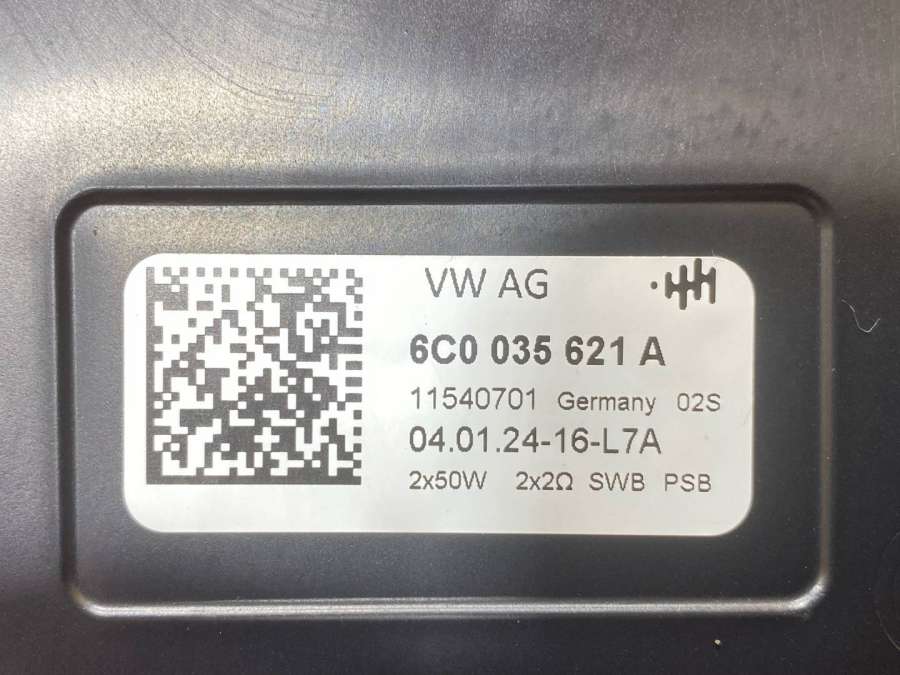 VW AG
6C0 035 621 A
11540701 Germany 02S
04.01.24-16-L7A
2x50W 2x2Ω SWB PSB